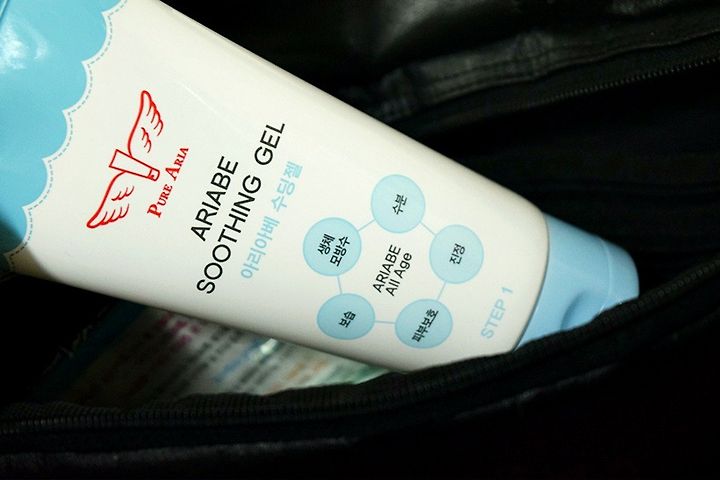 PURE ARIA
ARIABE
SOOTHING GEL
아리아베 수딩젤
수분
생체
모방수
진정
ARIABE
All Age
보습
피부보호
STEP 1